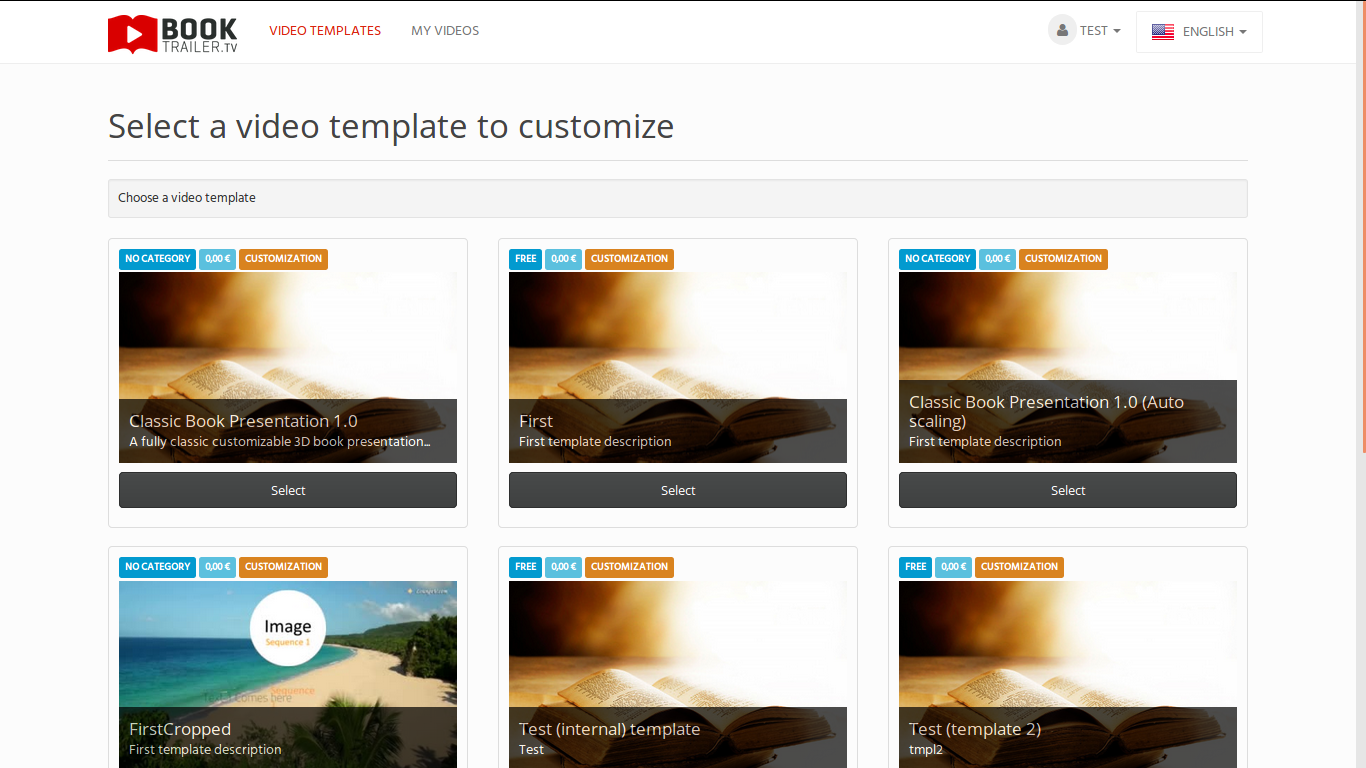 BOOK
TRAILER.TV
VIDEO TEMPLATES
MY VIDEOS
TEST
ENGLISH
Select a video template to customize
Choose a video template
NO CATEGORY 0,00 € CUSTOMIZATION
Classic Book Presentation 1.0
A fully classic customizable 3D book presentation...
Select
FREE 0,00 € CUSTOMIZATION
First
First template description
Select
NO CATEGORY 0,00 € CUSTOMIZATION
Classic Book Presentation 1.0 (Auto
scaling)
First template description
Select
NO CATEGORY 0,00 € CUSTOMIZATION
Image
Sequence 1
Sequence
comes here
FirstCropped
First template description
FREE 0,00 € CUSTOMIZATION
Test (internal) template
Test
FREE 0,00 € CUSTOMIZATION
Test (template 2)
tmpl2